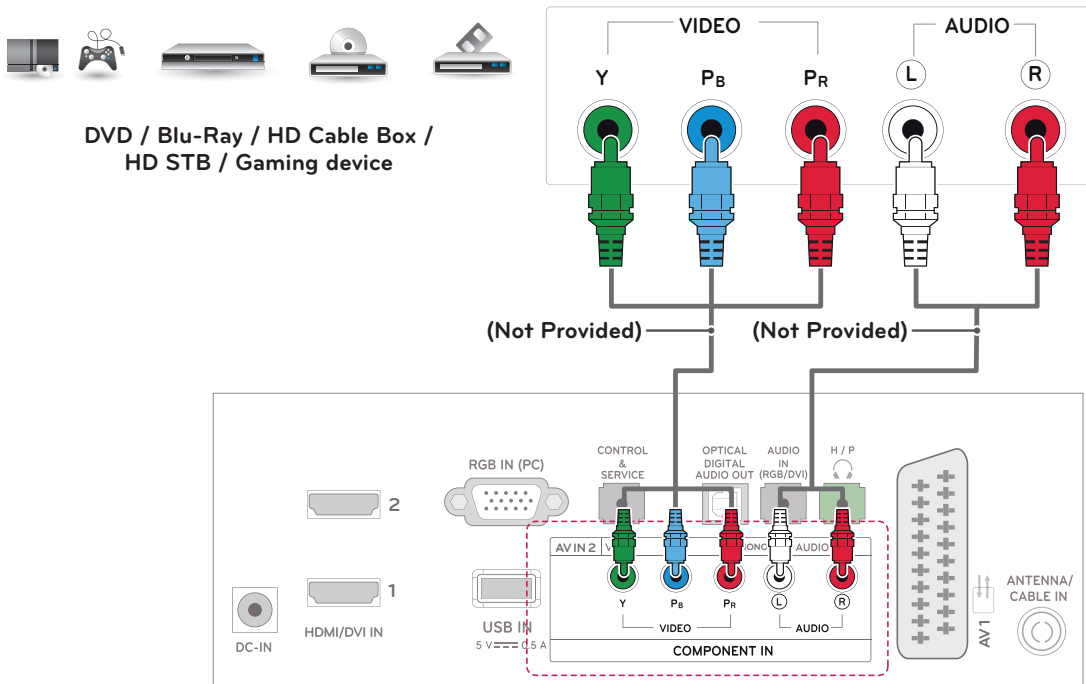 VIDEO
AUDIO
Y
PB
PR
L
R
DVD / Blu-Ray / HD Cable Box /
HD STB / Gaming device
(Not Provided)
(Not Provided)
RGB IN (PC)
CONTROL
&
SERVICE
OPTICAL
DIGITAL
AUDIO OUT
AUDIO
IN
(RGB/DVI)
H / P
2
1
HDMI/DVI IN
DC-IN
USB IN
5 V 0.5 A
AV IN 2
AUDIO
Y
PB
PR
L
R
VIDEO
AUDIO
COMPONENT IN
AV 1
ANTENNA/
CABLE IN